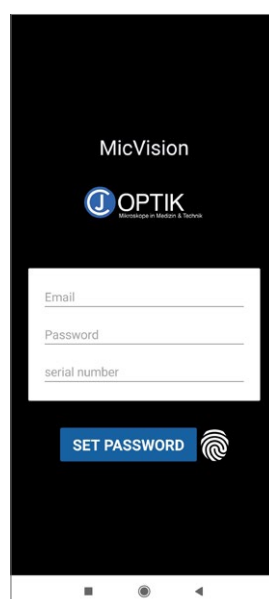 MicVision
J OPTIK
Mikroskope in Medizin & Technik
Email
Password
serial number
SET PASSWORD